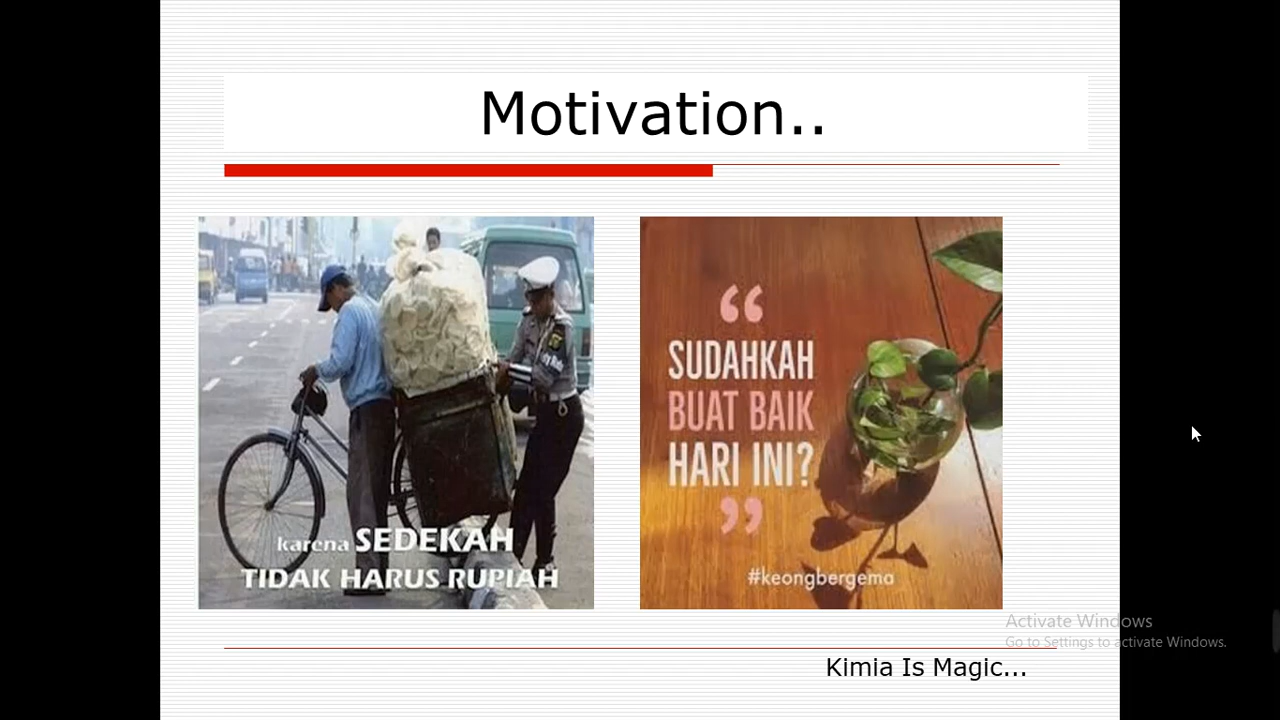 Motivation..
karena SEDEKAH
TIDAK HARUS RUPIAH
“
SUDAHKAH
BUAT BAIK
HARI INI?
”
#keongbergema
Activate Windows
Go to Settings to activate Windows.
Kimia Is Magic...